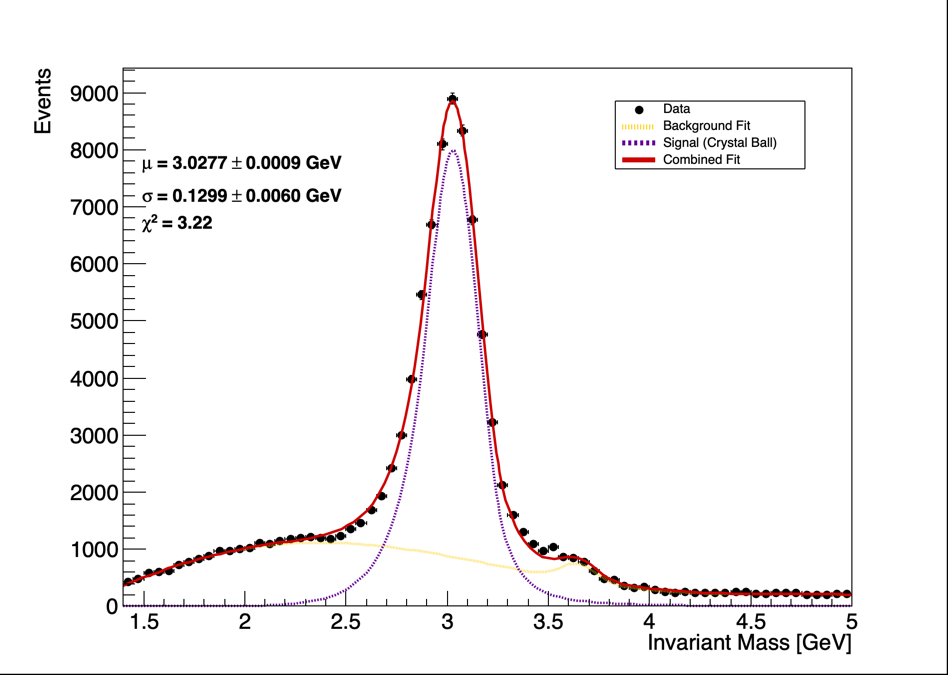 Events
9000
8000
7000
6000
5000
4000
3000
2000
1000
0
μ = 3.0277 ± 0.0009 GeV
σ = 0.1299 ± 0.0060 GeV
χ² = 3.22
Data
Background Fit
Signal (Crystal Ball)
Combined Fit
1.5 2 2.5 3 3.5 4 4.5 5
Invariant Mass [GeV]